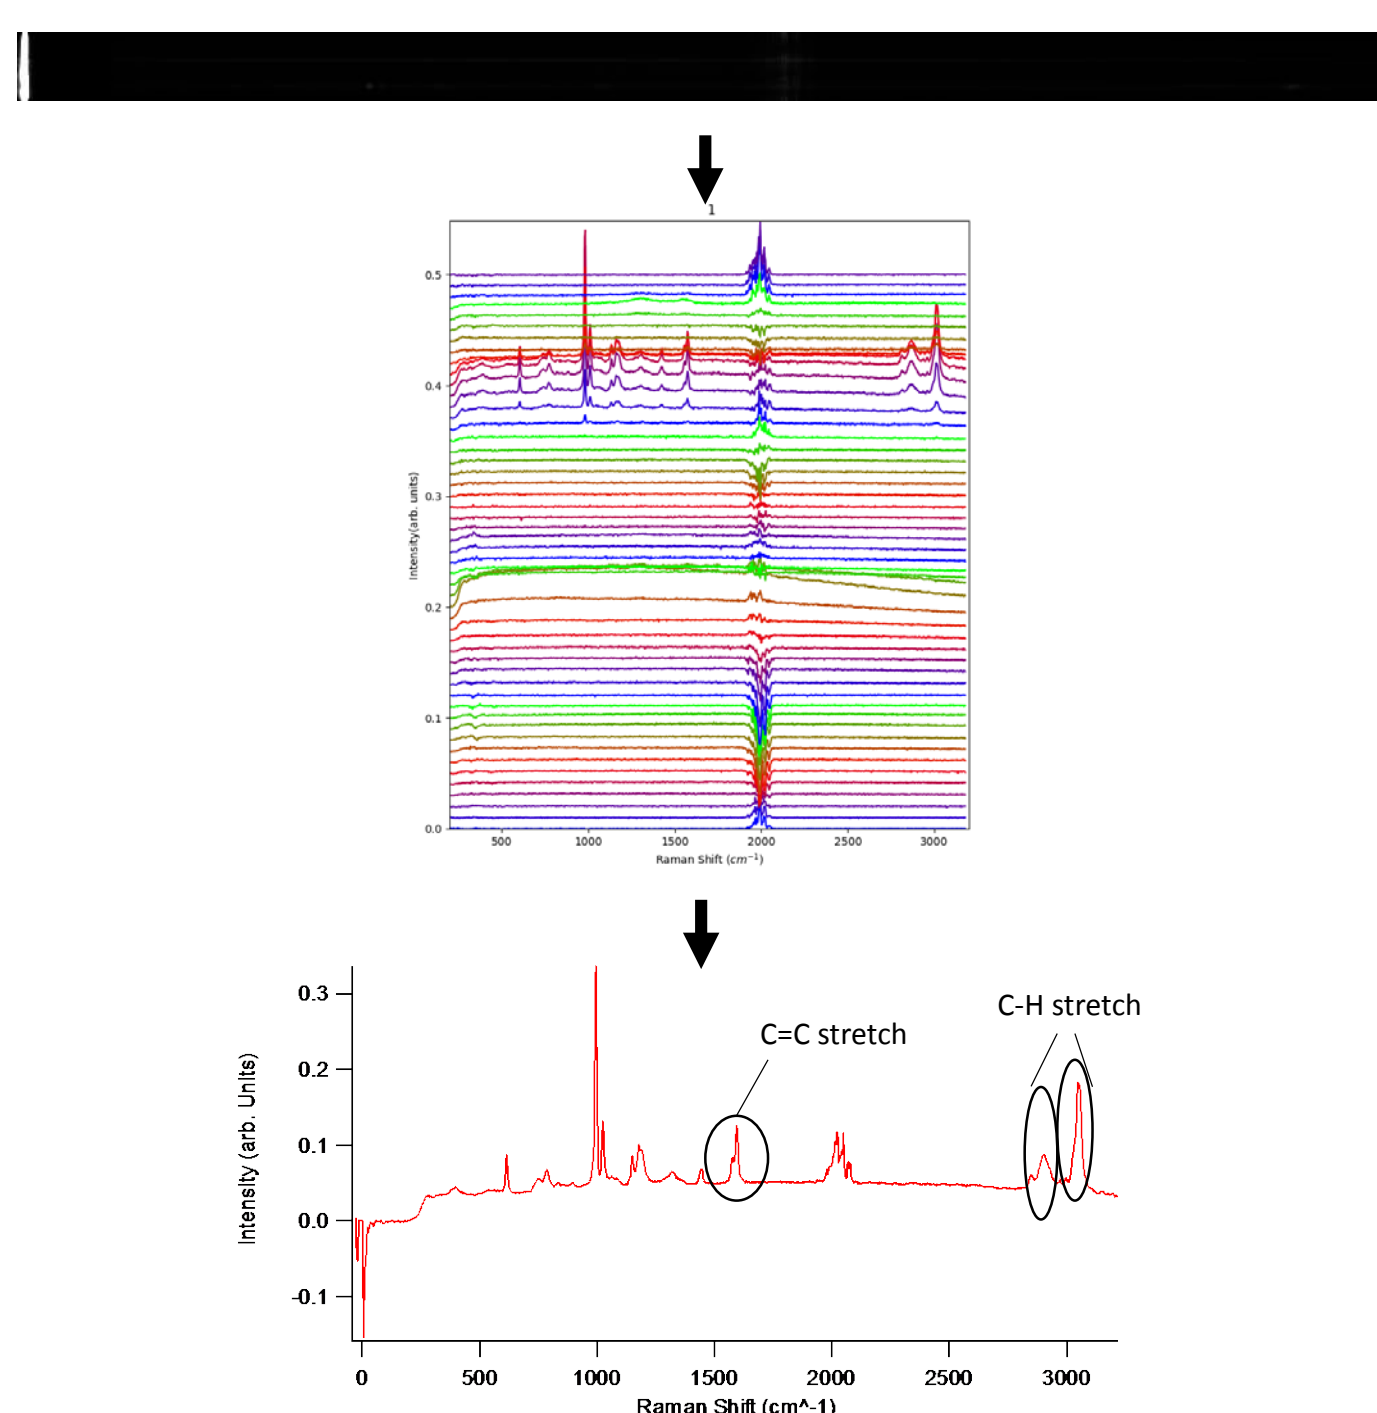 1
0.5
0.4
0.3
0.2
0.1
0.0
Intensity(arb. units)
500 1000 1500 2000 2500 3000
Raman Shift (cm⁻¹)
C-H stretch
C=C stretch
0.3
0.2
0.1
0.0
-0.1
Intensity (arb. Units)
0 500 1000 1500 2000 2500 3000
Raman Shift (cm^-1)